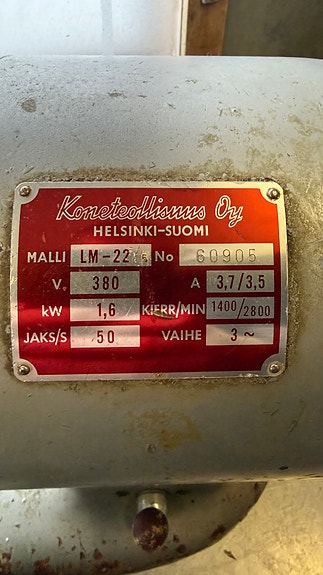 Koneteollisuus Oy
HELSINKI-SUOMI
MALLI LM-22/5 No 60905
V. 380 A 3,7/3,5
kW 1,6 KIERR/MIN 1400/2800
JAKS/S 50 VAIHE 3~